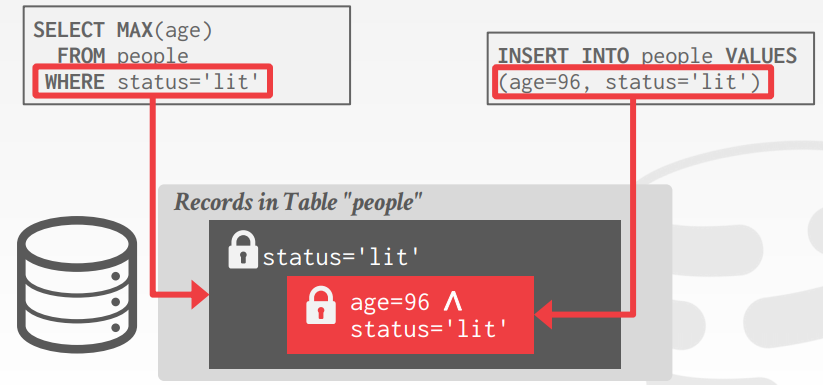 SELECT MAX(age)
FROM people
WHERE status='lit'
INSERT INTO people VALUES
(age=96, status='lit')
Records in Table "people"
status='lit'
age=96 ∧
status='lit'